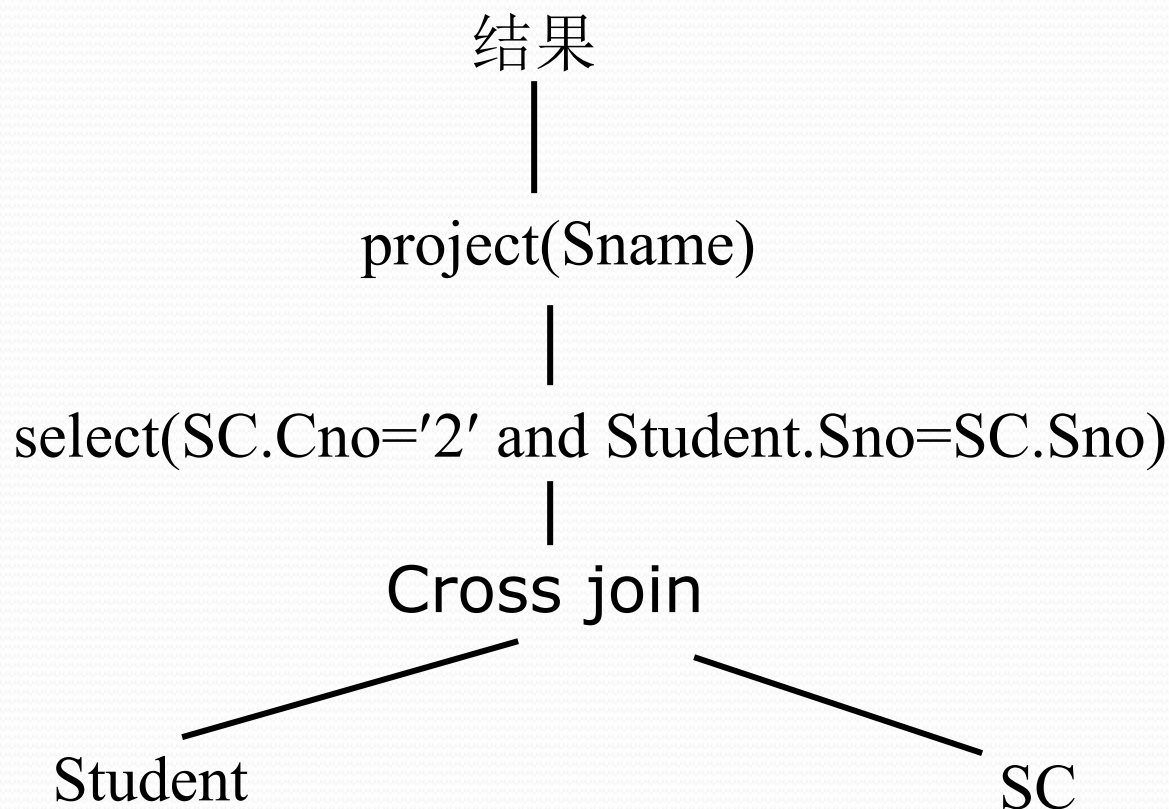 结果
project(Sname)
select(SC.Cno=′2′ and Student.Sno=SC.Sno)
Cross join
Student
SC